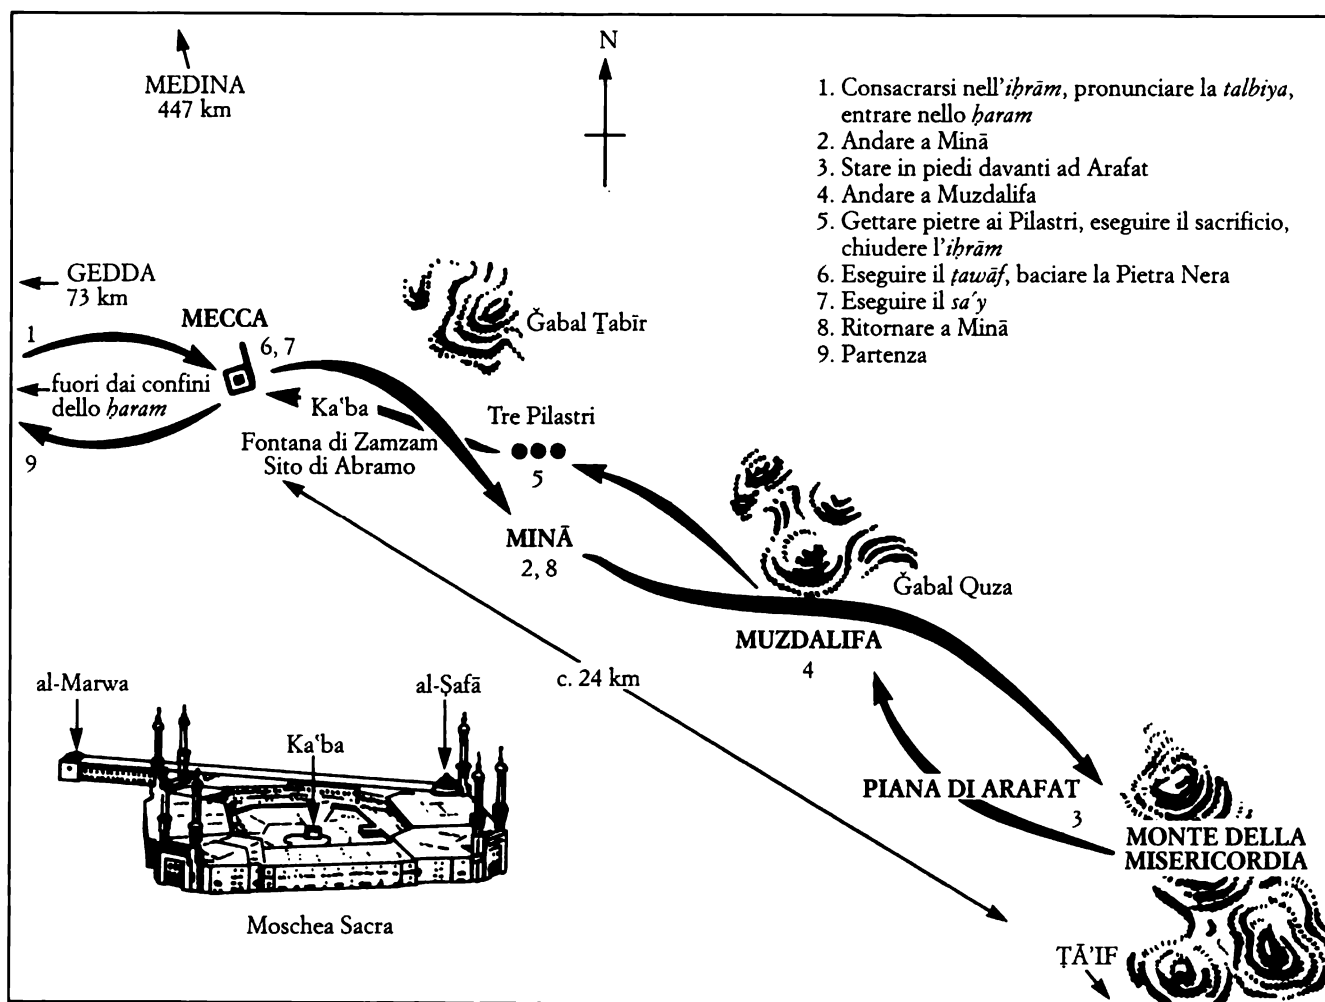 N
MEDINA
447 km
1. Consacrarsi nell'iḥrām, pronunciare la talbiya,
entrare nello ḥaram
2. Andare a Minā
3. Stare in piedi davanti ad Arafat
4. Andare a Muzdalifa
5. Gettare pietre ai Pilastri, eseguire il sacrificio,
chiudere l'iḥrām
6. Eseguire il ṭawāf, baciare la Pietra Nera
7. Eseguire il sa´y
8. Ritornare a Minā
9. Partenza
GEDDA
73 km
MECCA
6, 7
1
Ǧabal Ṯabīr
fuori dai confini
dello ḥaram
9
Ka‘ba
Fontana di Zamzam
Sito di Abramo
Tre Pilastri
5
MINĀ
2, 8
Ǧabal Quza
MUZDALIFA
4
c. 24 km
al-Marwa
al-Ṣafā
Ka‘ba
Moschea Sacra
PIANA DI ARAFAT
3
MONTE DELLA
MISERICORDIA
ṬĀ’IF